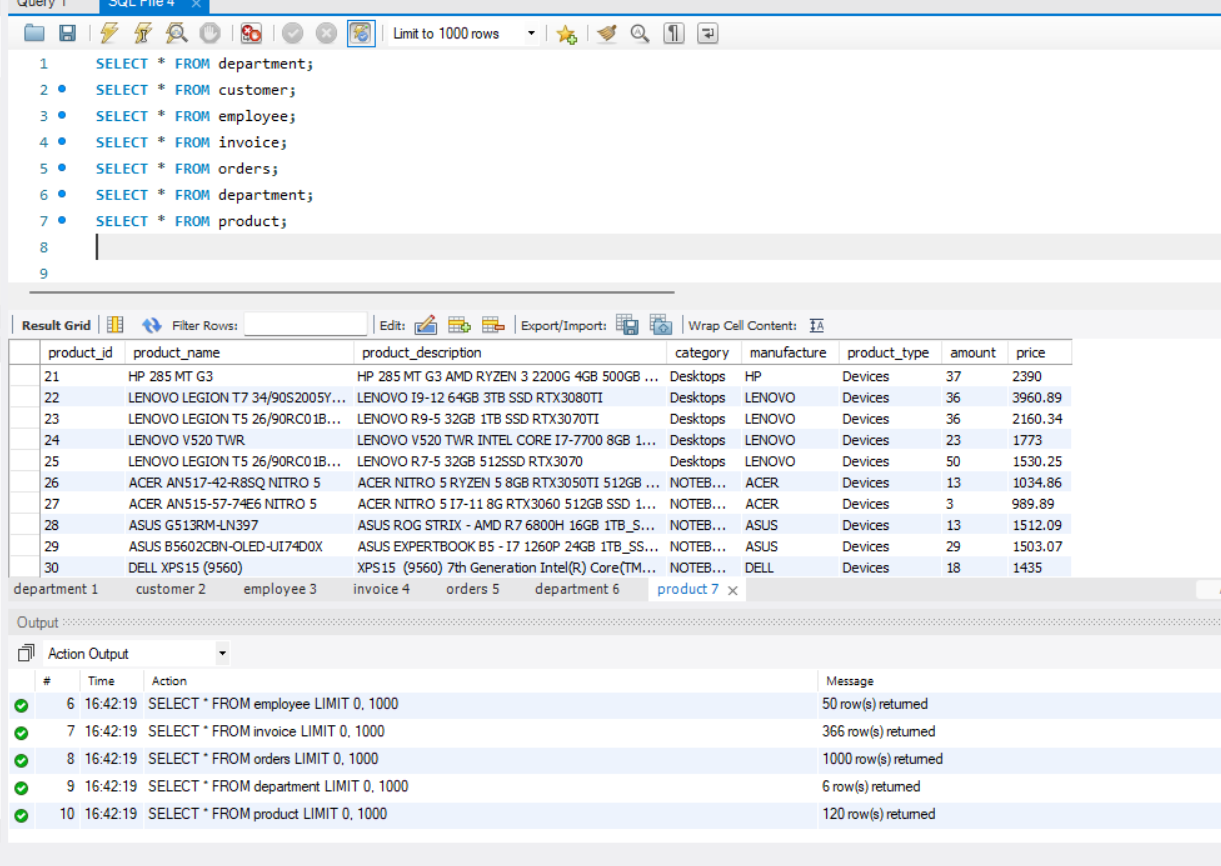 Query 1 SQL File 4
Limit to 1000 rows
1 SELECT * FROM department;
2 SELECT * FROM customer;
3 SELECT * FROM employee;
4 SELECT * FROM invoice;
5 SELECT * FROM orders;
6 SELECT * FROM department;
7 SELECT * FROM product;
8
9
Result Grid Filter Rows: Edit: Export/Import: Wrap Cell Content:
product_id product_name product_description category manufacture product_type amount price
21 HP 285 MT G3 HP 285 MT G3 AMD RYZEN 3 2200G 4GB 500GB ... Desktops HP Devices 37 2390
22 LENOVO LEGION T7 34/90S2005Y... LENOVO I9-12 64GB 3TB SSD RTX3080TI Desktops LENOVO Devices 36 3960.89
23 LENOVO LEGION T5 26/90RC01B... LENOVO R9-5 32GB 1TB SSD RTX3070TI Desktops LENOVO Devices 36 2160.34
24 LENOVO V520 TWR LENOVO V520 TWR INTEL CORE I7-7700 8GB 1... Desktops LENOVO Devices 23 1773
25 LENOVO LEGION T5 26/90RC01B... LENOVO R7-5 32GB 512SSD RTX3070 Desktops LENOVO Devices 50 1530.25
26 ACER AN517-42-R8SQ NITRO 5 ACER NITRO 5 RYZEN 5 8GB RTX3050TI 512GB ... NOTEB... ACER Devices 13 1034.86
27 ACER AN515-57-74E6 NITRO 5 ACER NITRO 5 I7-11 8G RTX3060 512GB SSD 1... NOTEB... ACER Devices 3 989.89
28 ASUS G513RM-LN397 ASUS ROG STRIX - AMD R7 6800H 16GB 1TB_S... NOTEB... ASUS Devices 13 1512.09
29 ASUS B5602CBN-OLED-UI74D0X ASUS EXPERTBOOK B5 - I7 1260P 24GB 1TB_SS... NOTEB... ASUS Devices 29 1503.07
30 DELL XPS15 (9560) XPS15 (9560) 7th Generation Intel(R) Core(TM... NOTEB... DELL Devices 18 1435
department 1 customer 2 employee 3 invoice 4 orders 5 department 6 product 7
Output
Action Output
# Time Action Message
6 16:42:19 SELECT * FROM employee LIMIT 0, 1000 50 row(s) returned
7 16:42:19 SELECT * FROM invoice LIMIT 0, 1000 366 row(s) returned
8 16:42:19 SELECT * FROM orders LIMIT 0, 1000 1000 row(s) returned
9 16:42:19 SELECT * FROM department LIMIT 0, 1000 6 row(s) returned
10 16:42:19 SELECT * FROM product LIMIT 0, 1000 120 row(s) returned